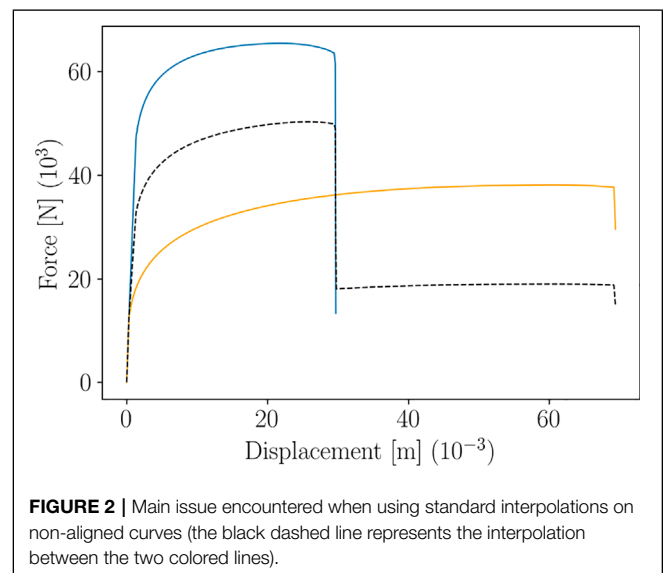 60
40
20
0
Force [N] (10³)
0
20
40
60
Displacement [m] (10⁻³)
FIGURE 2 | Main issue encountered when using standard interpolations on
non-aligned curves (the black dashed line represents the interpolation
between the two colored lines).